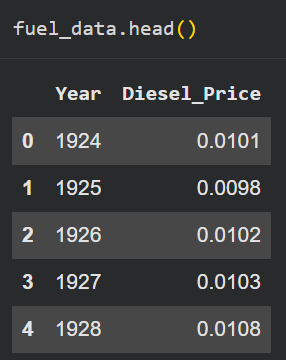 fuel_data.head()
Year Diesel_Price
0 1924 0.0101
1 1925 0.0098
2 1926 0.0102
3 1927 0.0103
4 1928 0.0108